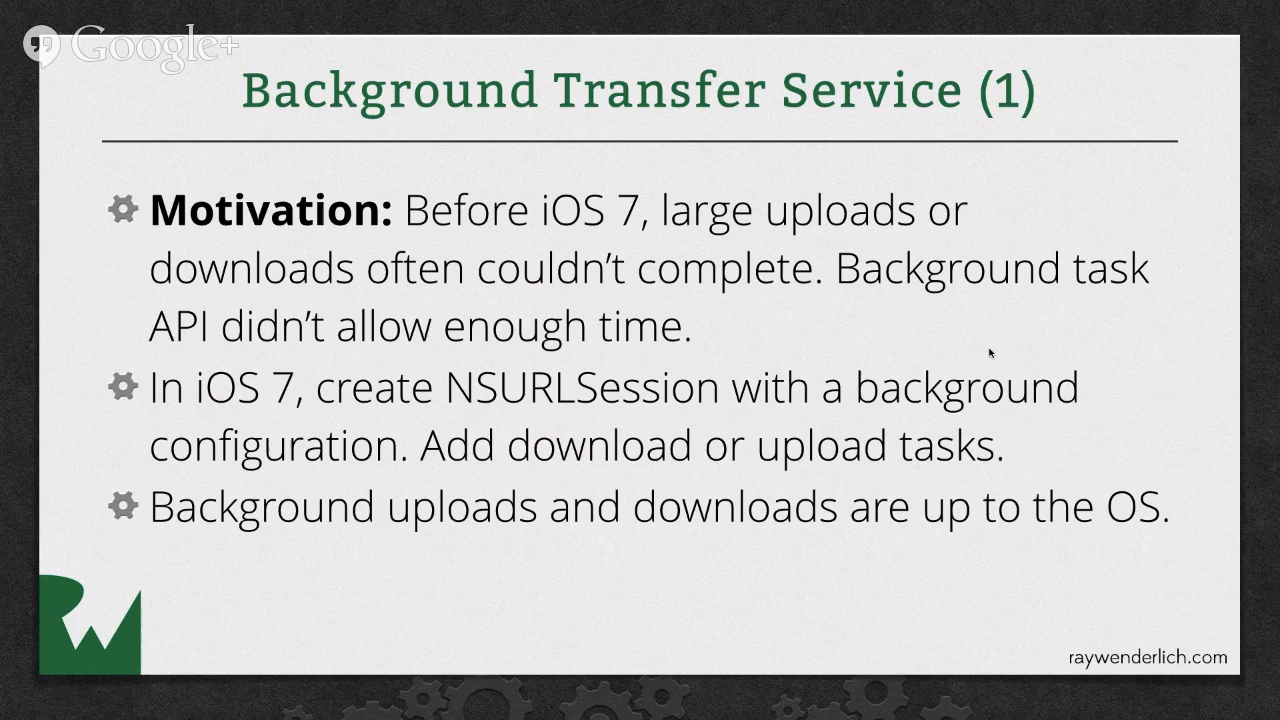 Google+
Background Transfer Service (1)
Motivation: Before iOS 7, large uploads or
downloads often couldn’t complete. Background task
API didn’t allow enough time.
In iOS 7, create NSURLSession with a background
configuration. Add download or upload tasks.
Background uploads and downloads are up to the OS.
RW
raywenderlich.com